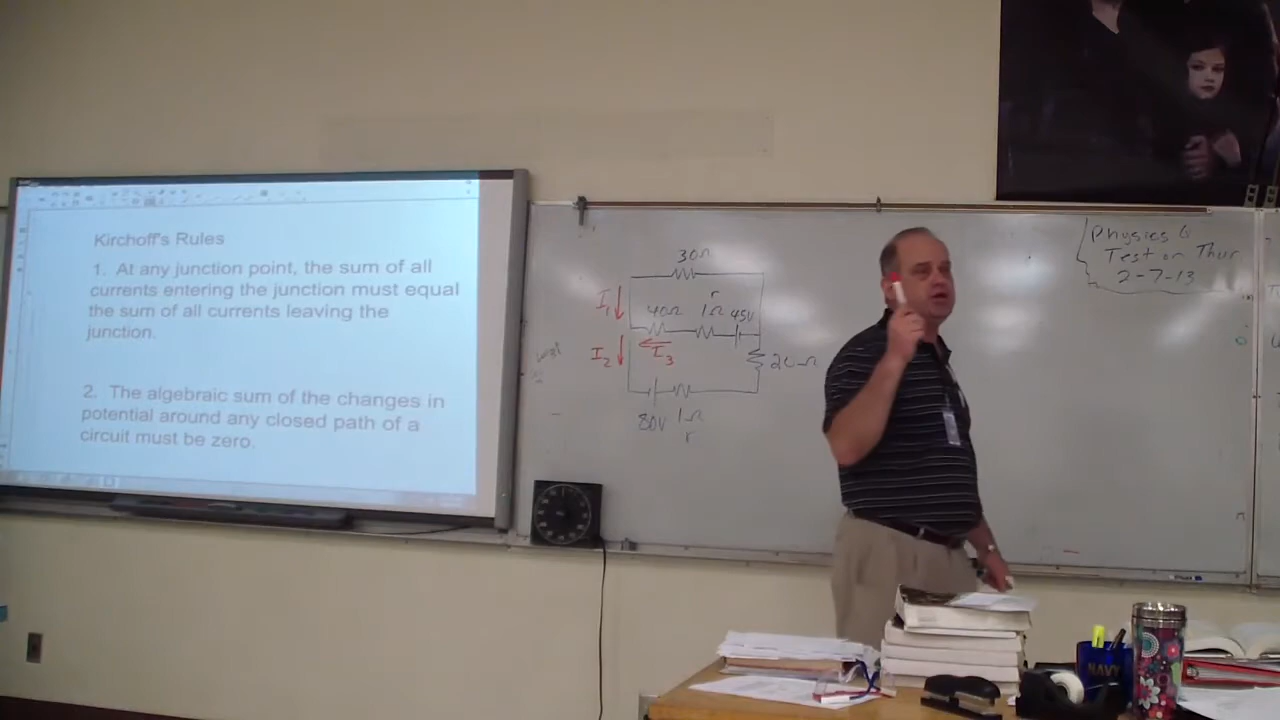 Kirchoff's Rules
1. At any junction point, the sum of all
currents entering the junction must equal
the sum of all currents leaving the
junction.
2. The algebraic sum of the changes in
potential around any closed path of a
circuit must be zero.
30Ω
I1
40Ω
r
1Ω
45V
I2
I3
20Ω
80V
1Ω
r
Physics G
Test on Thur
2-7-13
NAVY